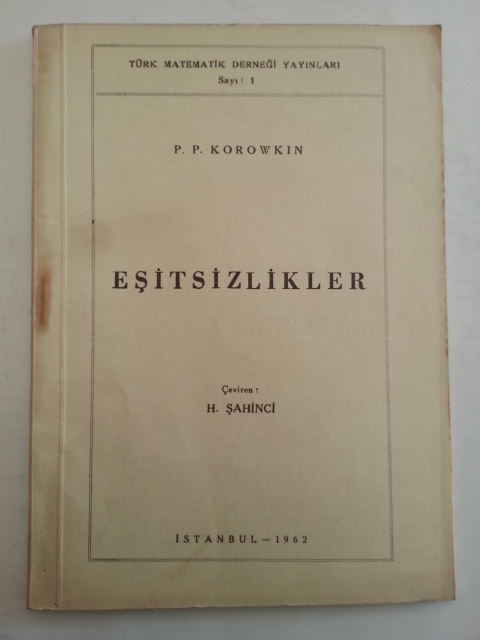 TÜRK MATEMATİK DERNEĞİ YAYINLARI
Sayı: 1
P. P. KOROWKIN
EŞİTSİZLİKLER
Çeviren :
H. ŞAHİNCİ
İSTANBUL — 1962